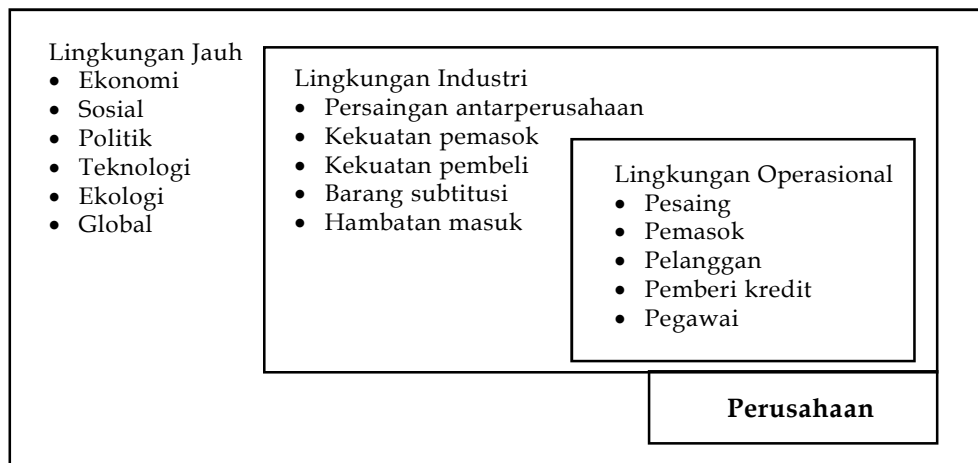 Lingkungan Jauh
• Ekonomi
• Sosial
• Politik
• Teknologi
• Ekologi
• Global
Lingkungan Industri
• Persaingan antarperusahaan
• Kekuatan pemasok
• Kekuatan pembeli
• Barang subtitusi
• Hambatan masuk
Lingkungan Operasional
• Pesaing
• Pemasok
• Pelanggan
• Pemberi kredit
• Pegawai
Perusahaan